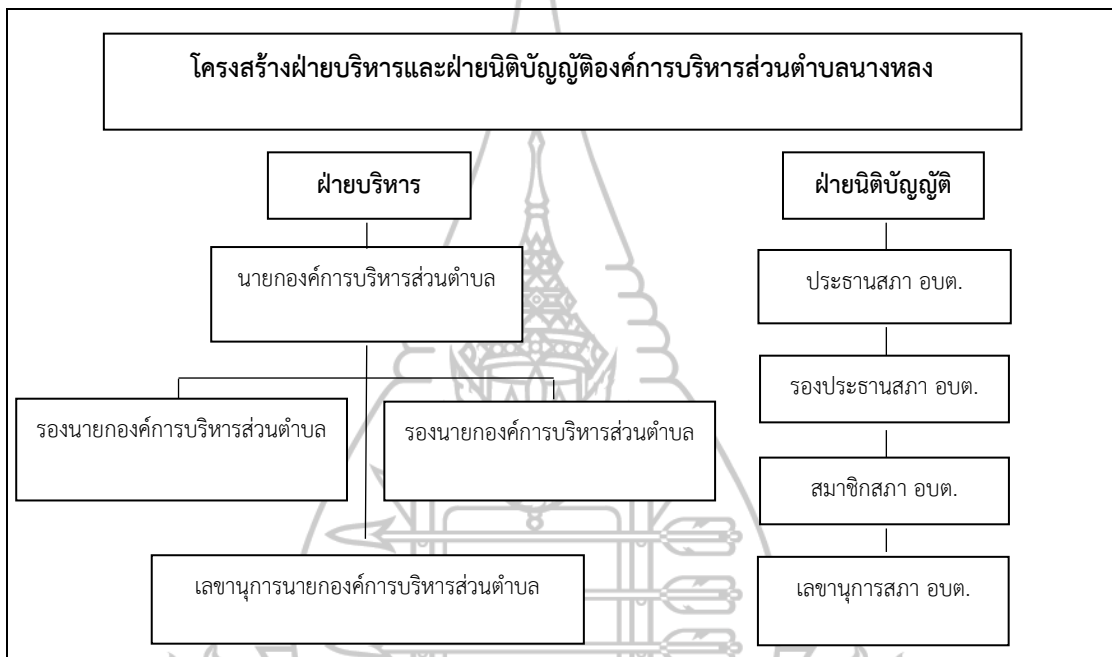 โครงสร้างฝ่ายบริหารและฝ่ายนิติบัญญัติองค์การบริหารส่วนตำบลนางหลง
ฝ่ายบริหาร
นายกองค์การบริหารส่วนตำบล
รองนายกองค์การบริหารส่วนตำบล
รองนายกองค์การบริหารส่วนตำบล
เลขานุการนายกองค์การบริหารส่วนตำบล
ฝ่ายนิติบัญญัติ
ประธานสภา อบต.
รองประธานสภา อบต.
สมาชิกสภา อบต.
เลขานุการสภา อบต.